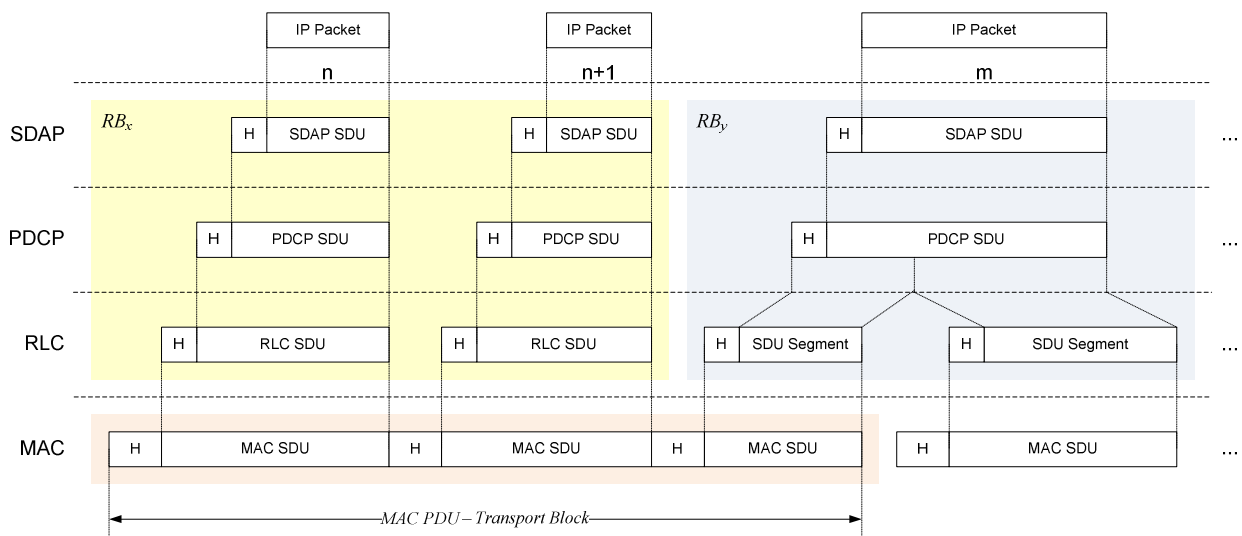 IP Packet IP Packet IP Packet
n n+1 m
RBx RBy
SDAP H SDAP SDU H SDAP SDU H SDAP SDU ...
PDCP H PDCP SDU H PDCP SDU H PDCP SDU ...
RLC H RLC SDU H RLC SDU H SDU Segment H SDU Segment ...
MAC H MAC SDU H MAC SDU H MAC SDU H MAC SDU ...
MAC PDU – Transport Block